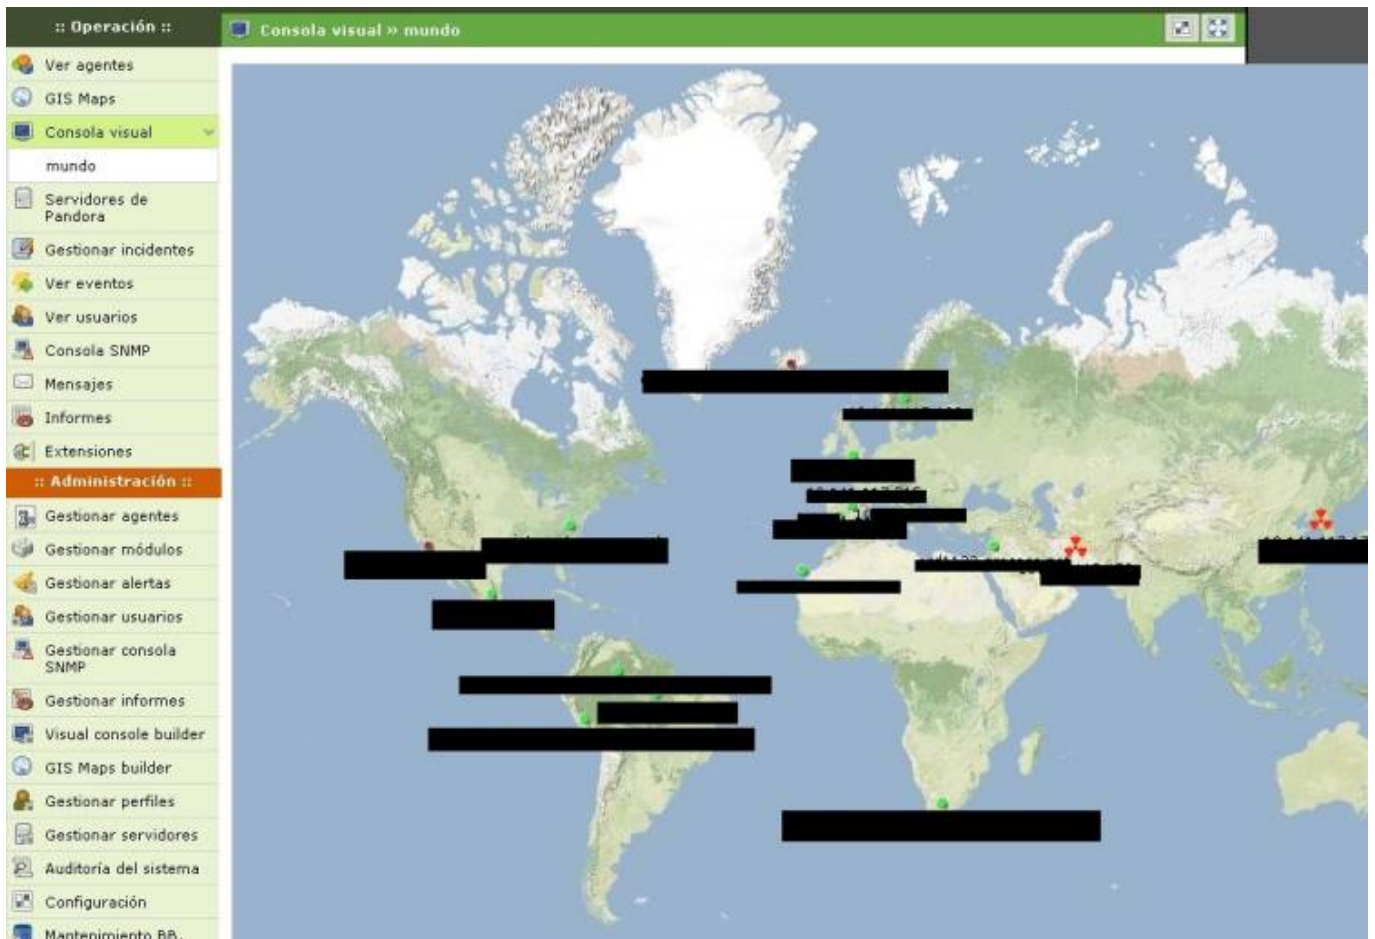 :: Operación ::
Consola visual » mundo
Ver agentes
GIS Maps
Consola visual
mundo
Servidores de
Pandora
Gestionar incidentes
Ver eventos
Ver usuarios
Consola SNMP
Mensajes
Informes
Extensiones
:: Administración ::
Gestionar agentes
Gestionar módulos
Gestionar alertas
Gestionar usuarios
Gestionar consola
SNMP
Gestionar informes
Visual console builder
GIS Maps builder
Gestionar perfiles
Gestionar servidores
Auditoría del sistema
Configuración
Mantenimiento BB.